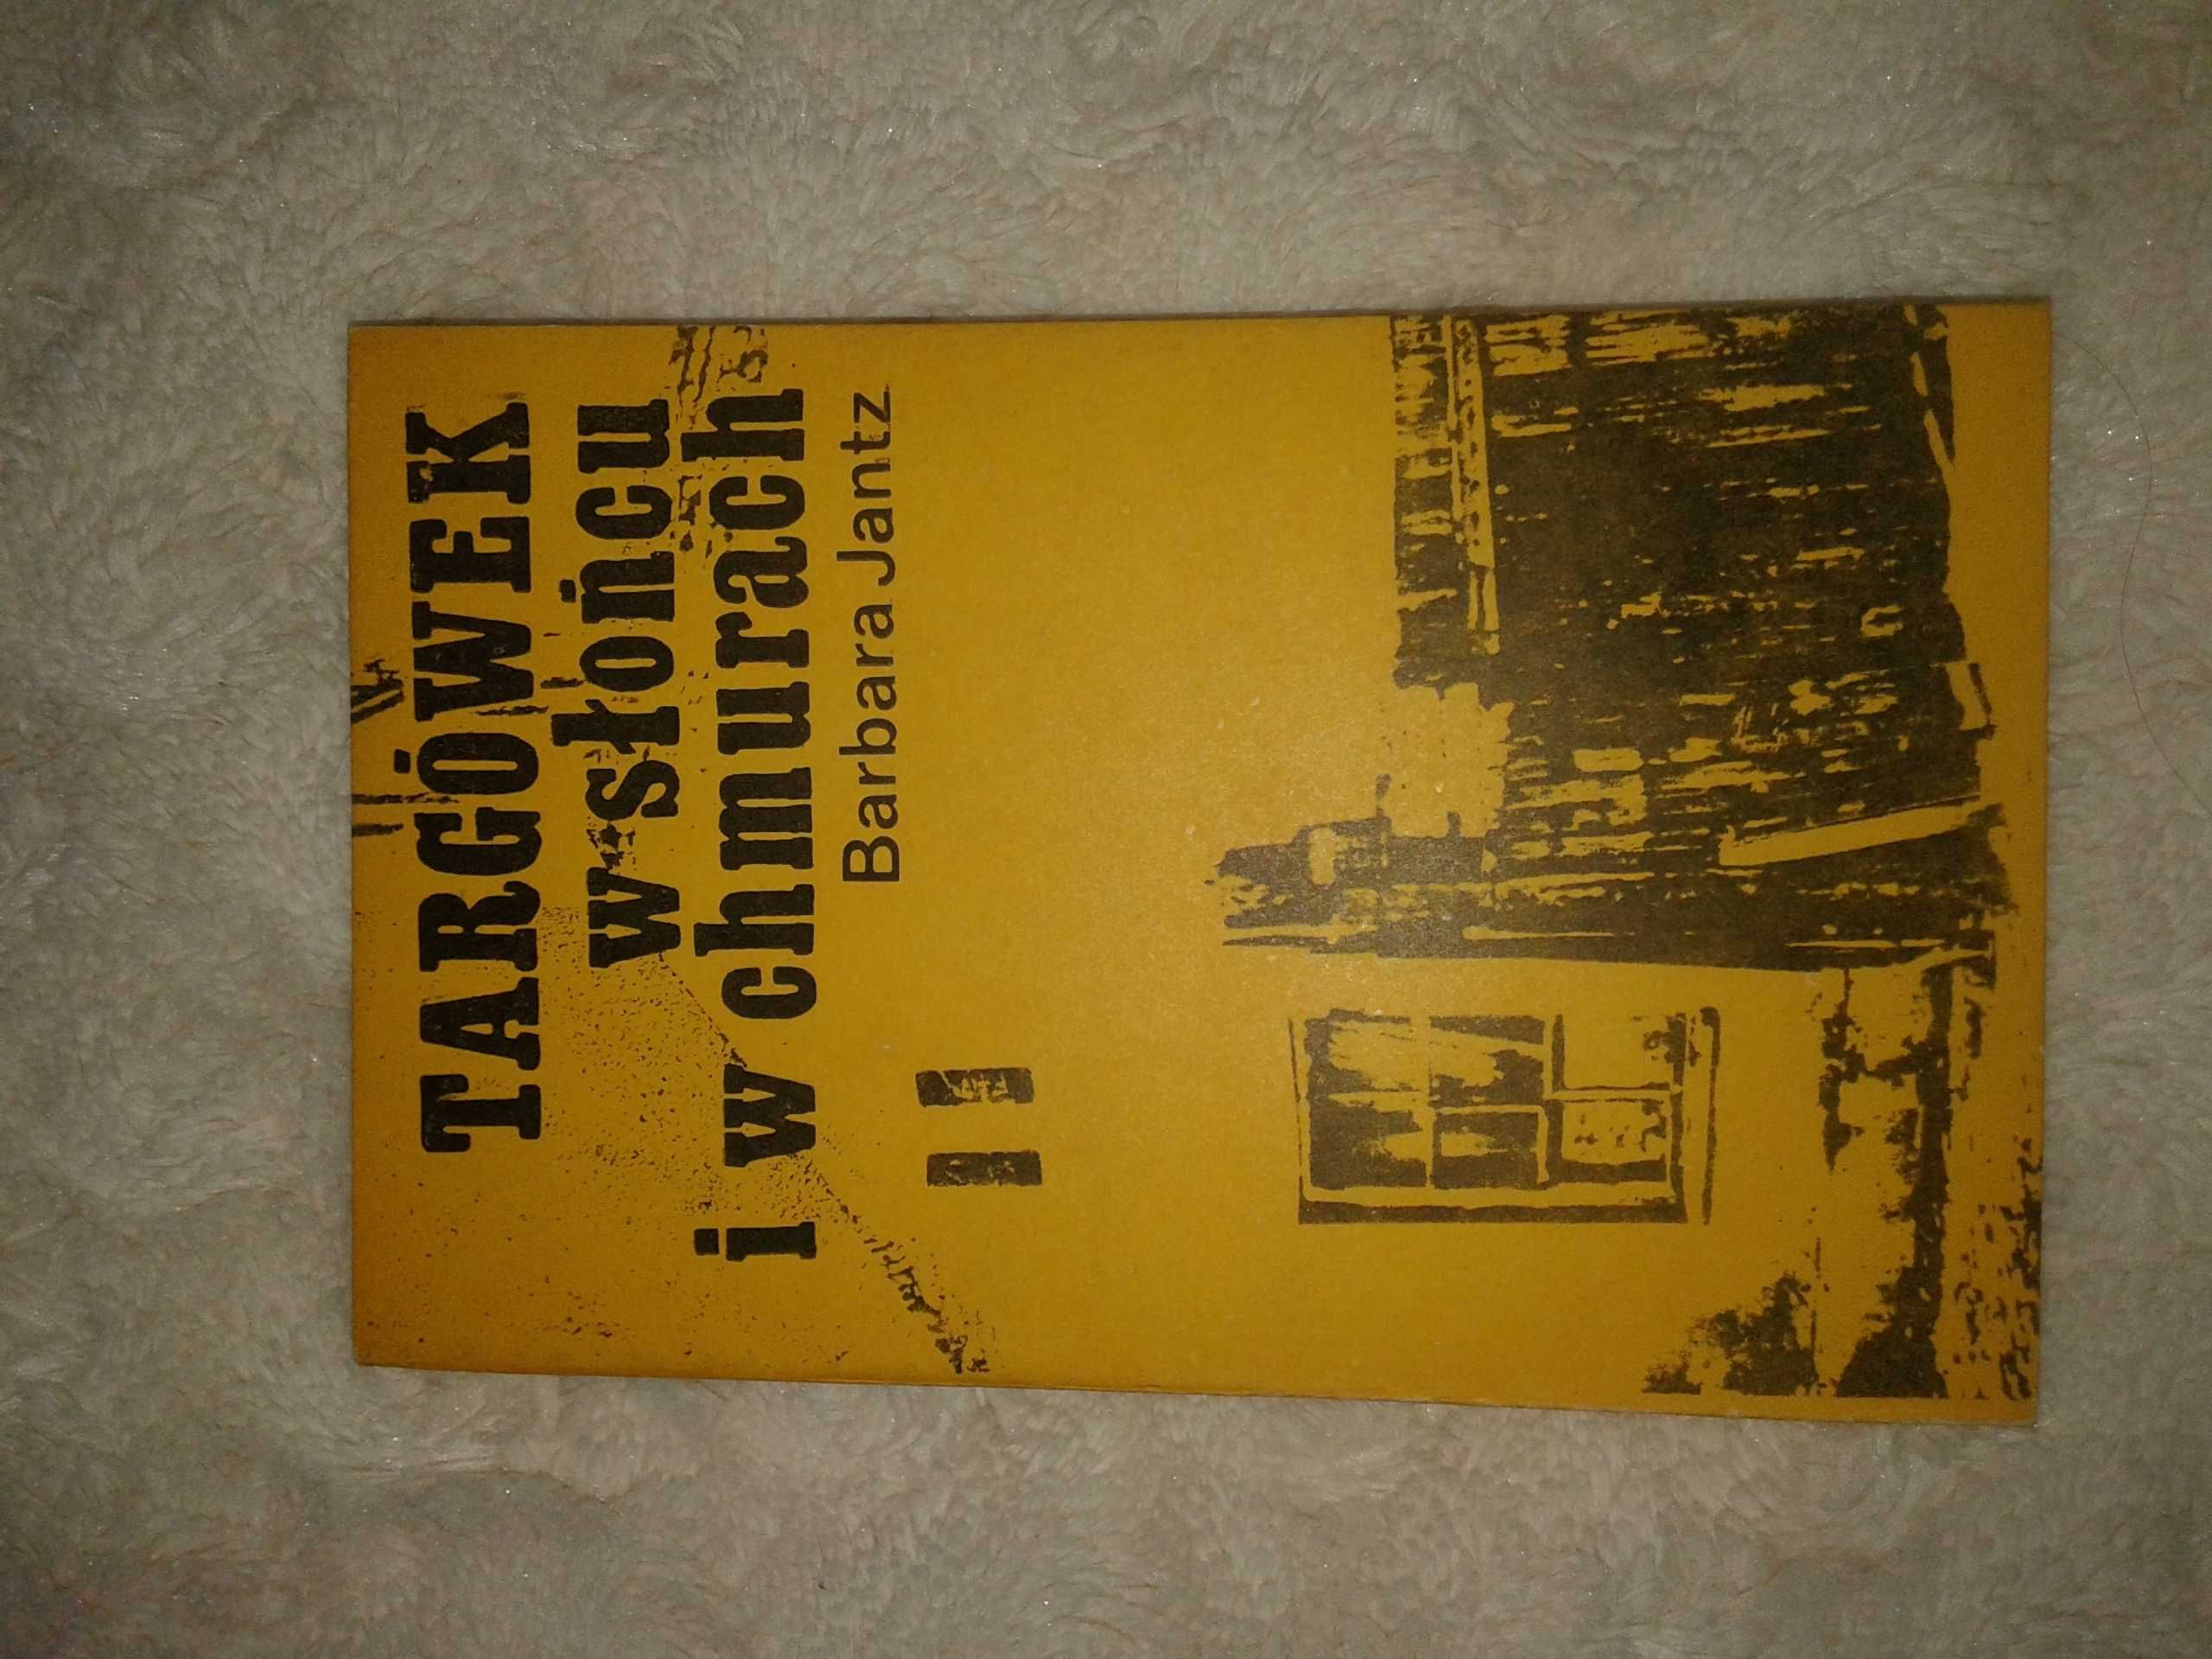 TARGÓWEK
w słońcu
i w chmurach
Barbara Jantz